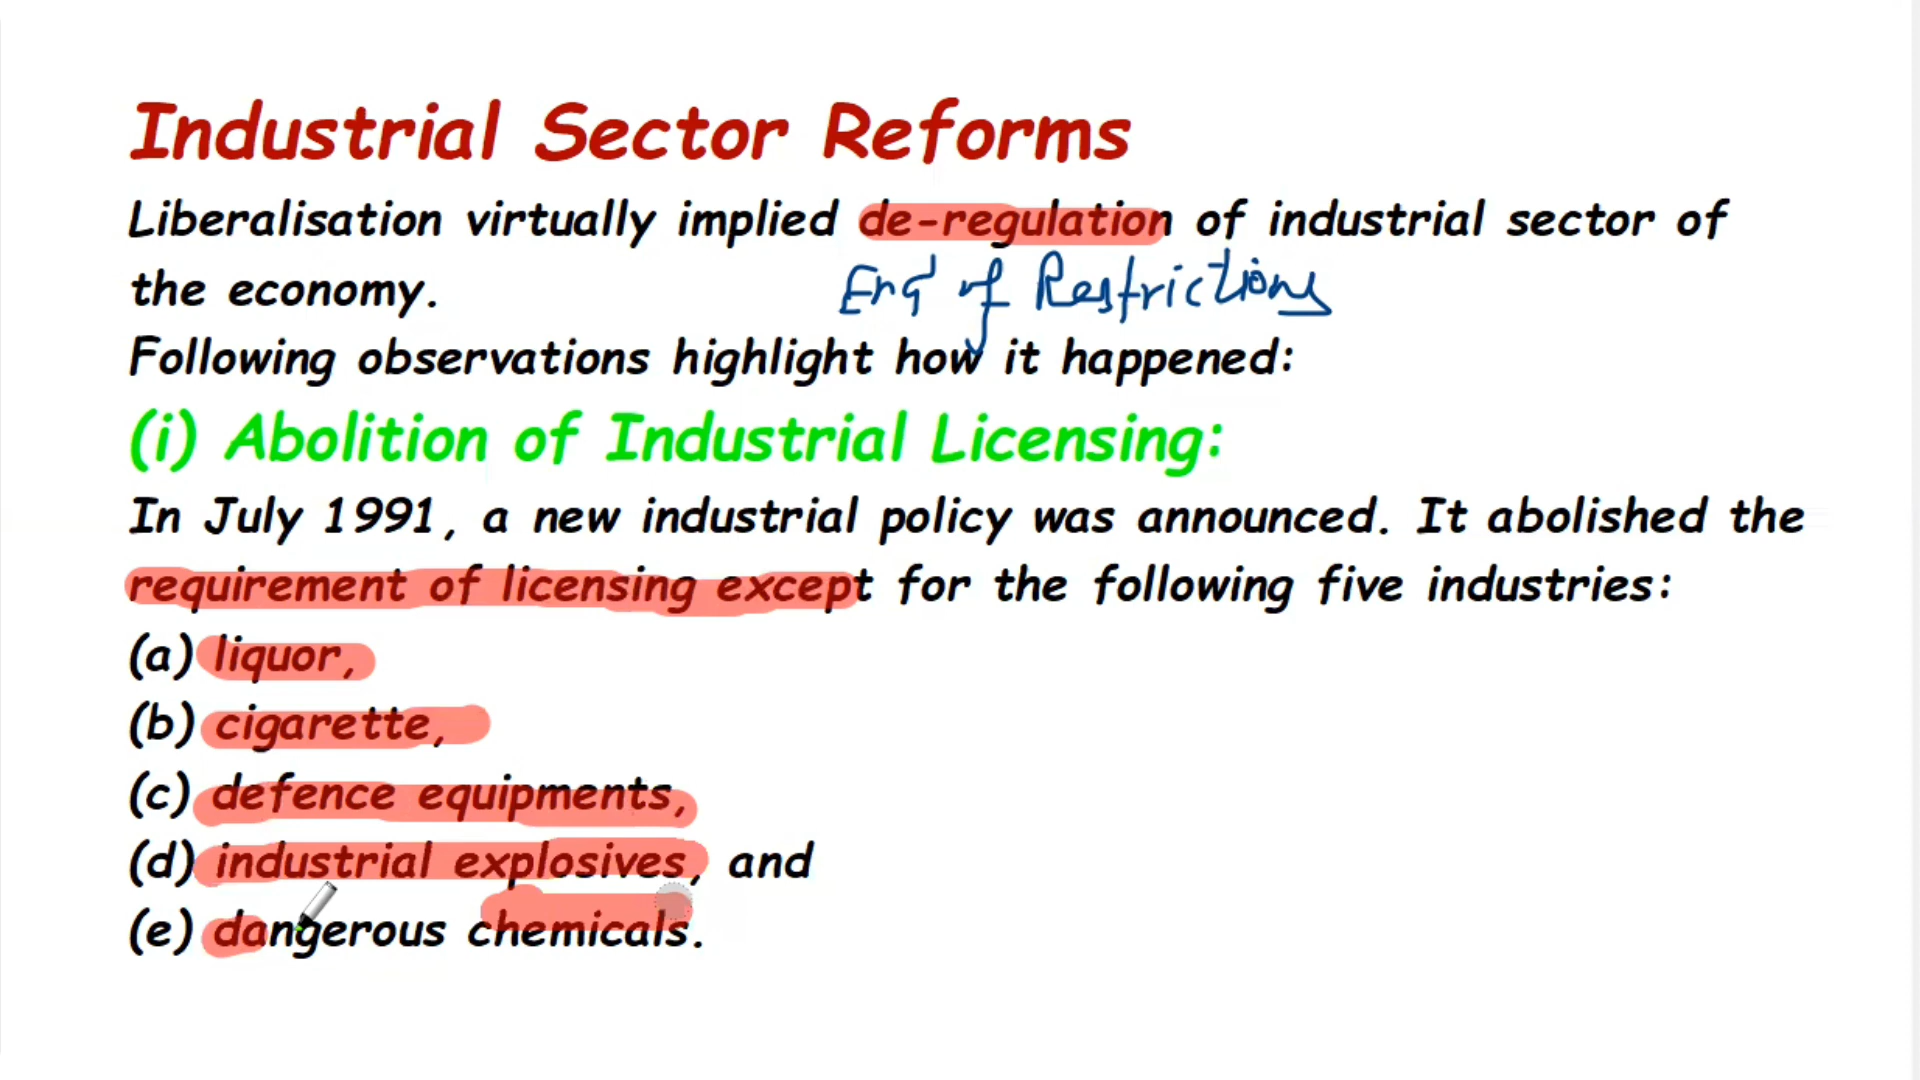 Industrial Sector Reforms
Liberalisation virtually implied de-regulation of industrial sector of
the economy.
End of Restrictions
Following observations highlight how it happened:
(i) Abolition of Industrial Licensing:
In July 1991, a new industrial policy was announced. It abolished the
requirement of licensing except for the following five industries:
(a) liquor,
(b) cigarette,
(c) defence equipments,
(d) industrial explosives, and
(e) dangerous chemicals.